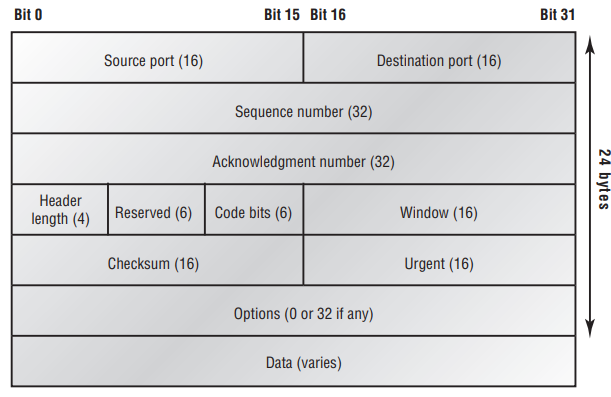 Bit 0 Bit 15 Bit 16 Bit 31
Source port (16) Destination port (16)
Sequence number (32)
Acknowledgment number (32)
Header
length (4) Reserved (6) Code bits (6) Window (16)
Checksum (16) Urgent (16)
Options (0 or 32 if any)
Data (varies)
24 bytes